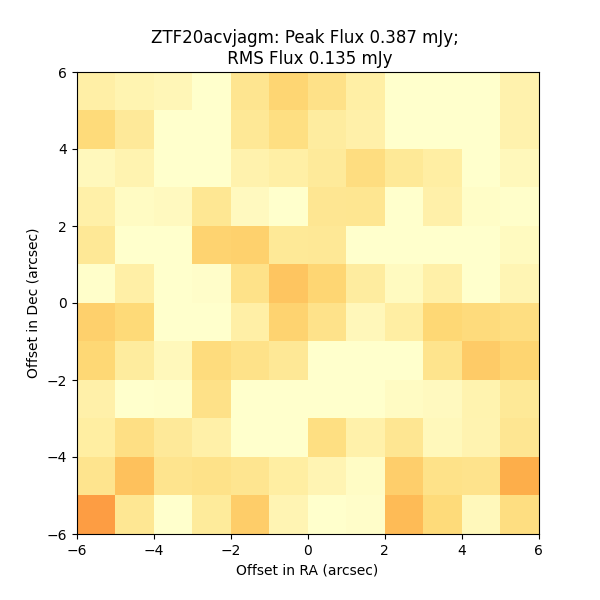 ZTF20acvjagm: Peak Flux 0.387 mJy;
RMS Flux 0.135 mJy
6
4
2
0
−2
−4
−6
Offset in Dec (arcsec)
−6 −4 −2 0 2 4 6
Offset in RA (arcsec)